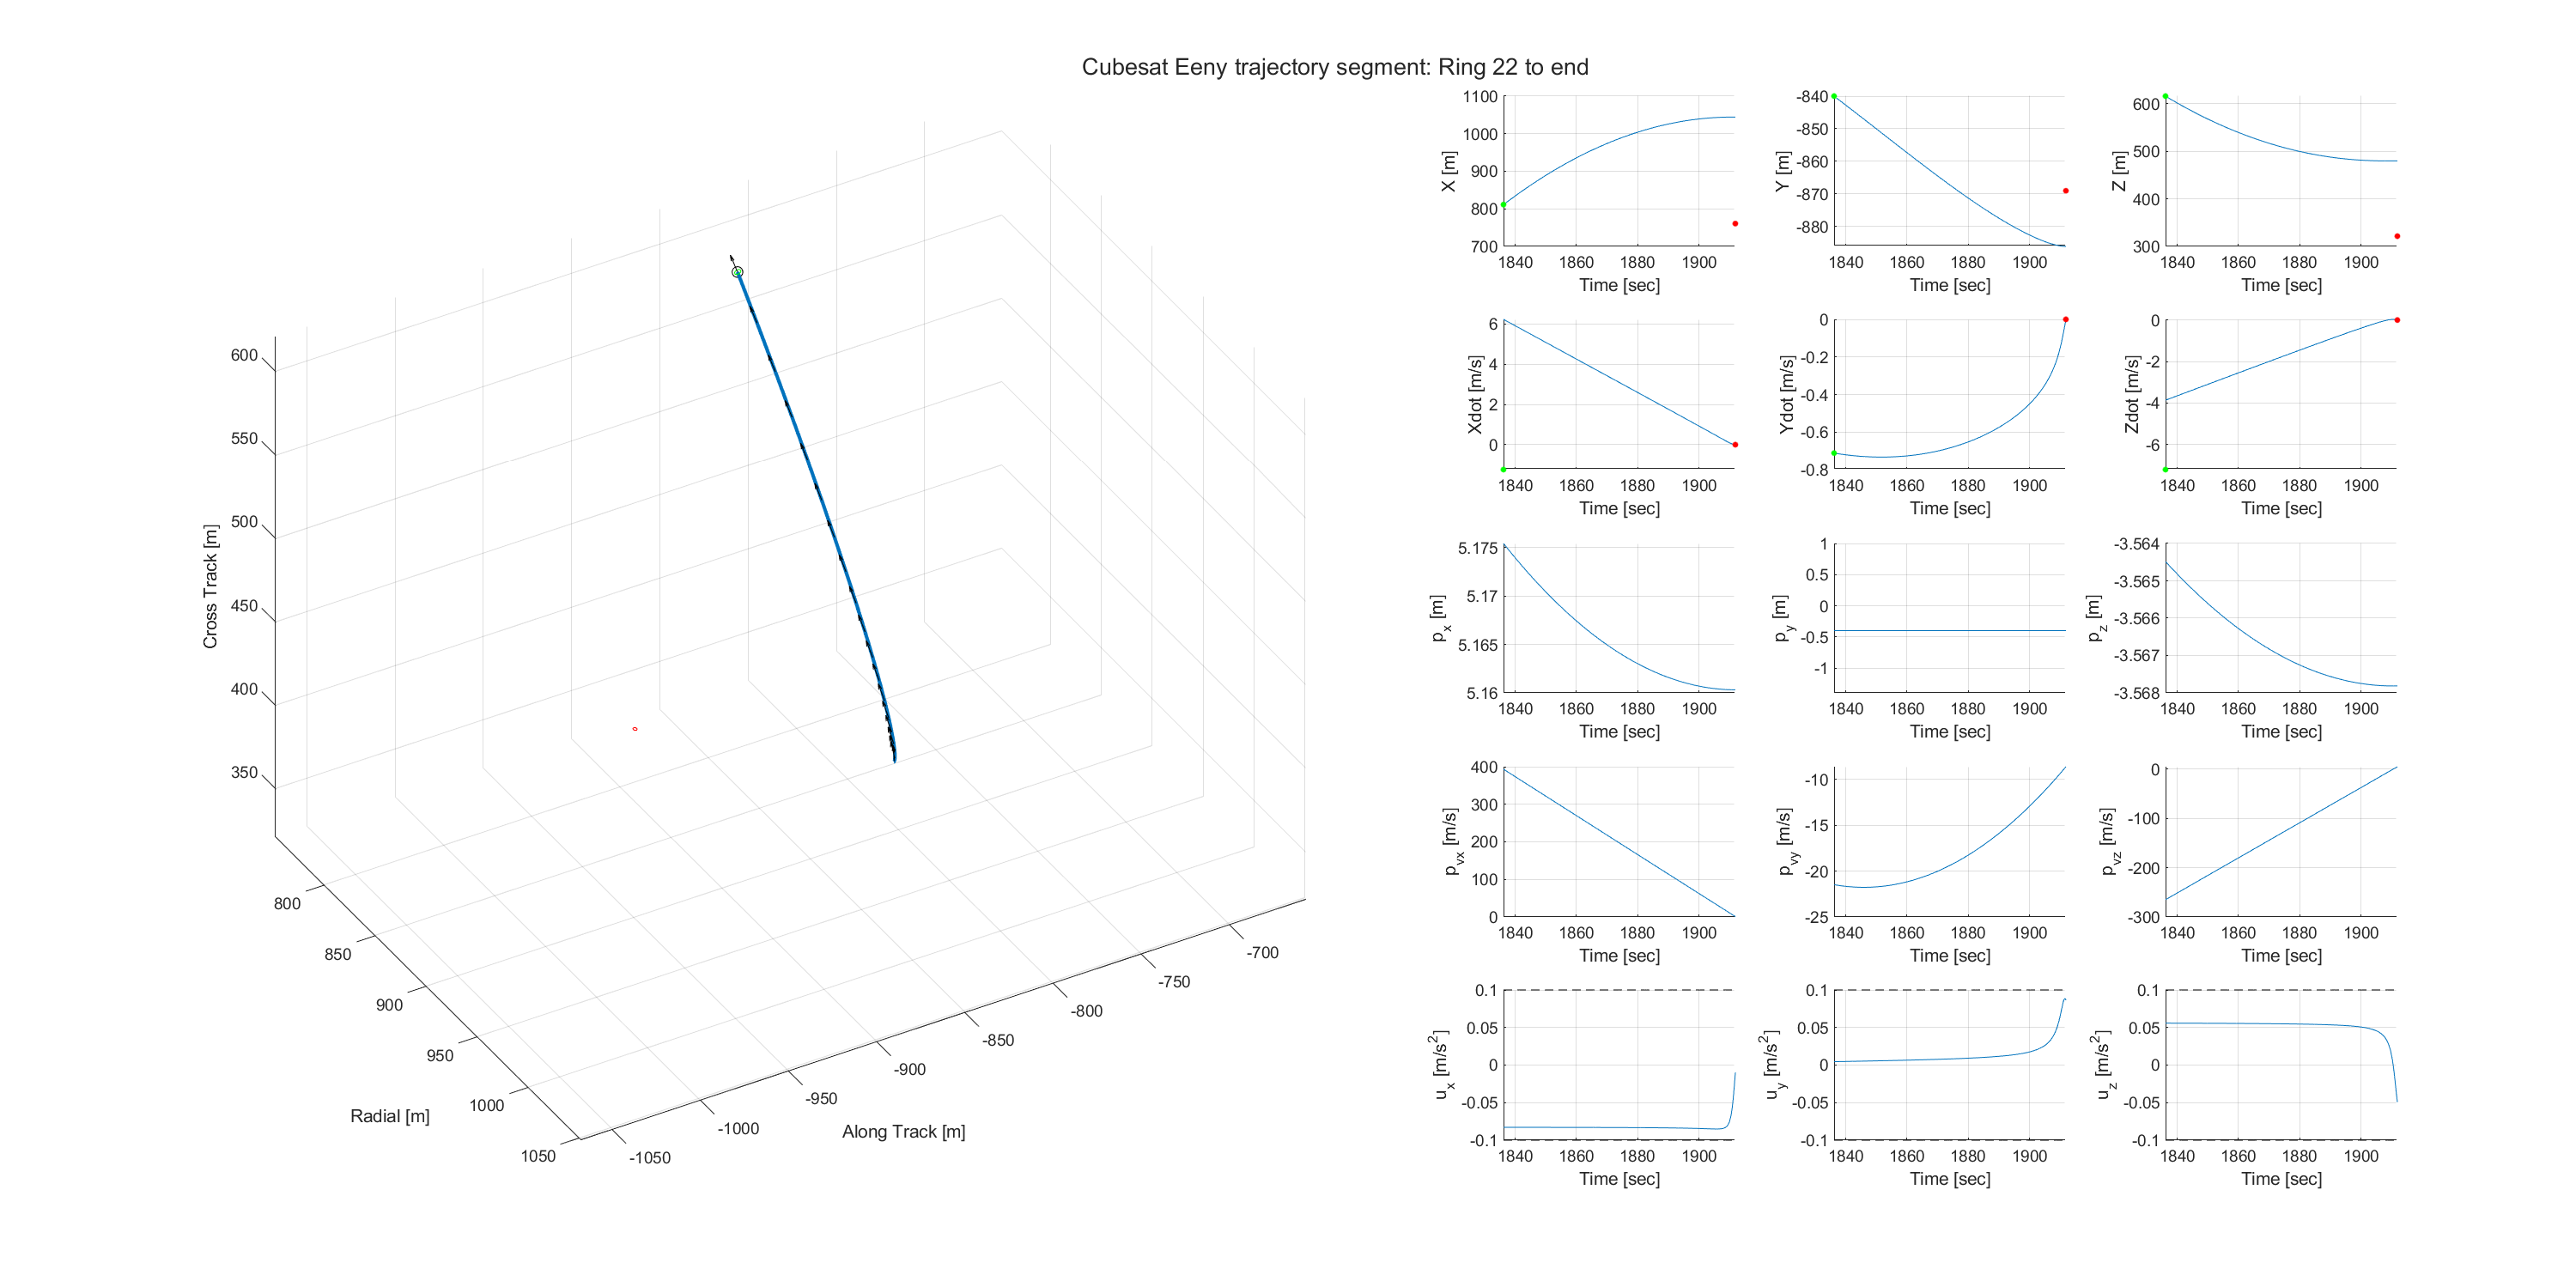 Cubesat Eeny trajectory segment: Ring 22 to end
600
550
500
450
400
350
Cross Track [m]
800
850
900
950
1000
1050
Radial [m]
-1050
-1000
-950
-900
-850
-800
-750
-700
Along Track [m]
1100
1000
900
800
700
X [m]
1840 1860 1880 1900
Time [sec]
-840
-850
-860
-870
-880
Y [m]
1840 1860 1880 1900
Time [sec]
600
500
400
300
Z [m]
1840 1860 1880 1900
Time [sec]
6
4
2
0
Xdot [m/s]
1840 1860 1880 1900
Time [sec]
0
-0.2
-0.4
-0.6
-0.8
Ydot [m/s]
1840 1860 1880 1900
Time [sec]
0
-2
-4
-6
Zdot [m/s]
1840 1860 1880 1900
Time [sec]
5.175
5.17
5.165
5.16
p_x [m]
1840 1860 1880 1900
Time [sec]
1
0.5
0
-0.5
-1
p_y [m]
1840 1860 1880 1900
Time [sec]
-3.564
-3.565
-3.566
-3.567
-3.568
p_z [m]
1840 1860 1880 1900
Time [sec]
400
300
200
100
0
p_vx [m/s]
1840 1860 1880 1900
Time [sec]
-10
-15
-20
-25
p_vy [m/s]
1840 1860 1880 1900
Time [sec]
0
-100
-200
-300
p_vz [m/s]
1840 1860 1880 1900
Time [sec]
0.1
0.05
0
-0.05
-0.1
u_x [m/s²]
1840 1860 1880 1900
Time [sec]
0.1
0.05
0
-0.05
-0.1
u_y [m/s²]
1840 1860 1880 1900
Time [sec]
0.1
0.05
0
-0.05
-0.1
u_z [m/s²]
1840 1860 1880 1900
Time [sec]